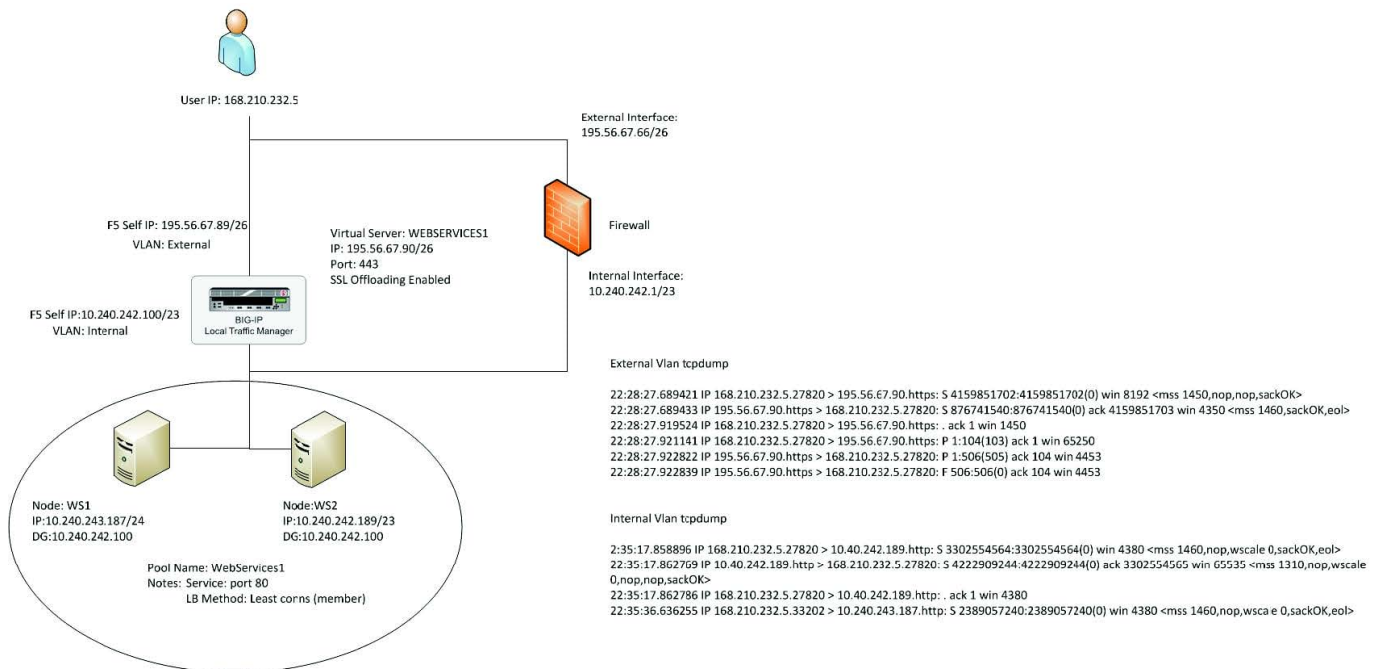 User IP: 168.210.232.5
External Interface:
195.56.67.66/26
F5 Self IP: 195.56.67.89/26
VLAN: External
Virtual Server: WEBSERVICES1
IP: 195.56.67.90/26
Port: 443
SSL Offloading Enabled
Firewall
Internal Interface:
10.240.242.1/23
F5 Self IP:10.240.242.100/23
VLAN: Internal
BIG-IP
Local Traffic Manager
Node: WS1
IP:10.240.243.187/24
DG:10.240.242.100
Node:WS2
IP:10.240.242.189/23
DG:10.240.242.100
Pool Name: WebServices1
Notes: Service: port 80
LB Method: Least corns (member)
External Vlan tcpdump
22:28:27.689421 IP 168.210.232.5.27820 > 195.56.67.90.https: S 4159851702:4159851702(0) win 8192 <mss 1450,nop,nop,sackOK>
22:28:27.689433 IP 195.56.67.90.https > 168.210.232.5.27820: S 876741540:876741540(0) ack 4159851703 win 4350 <mss 1460,sackOK,eol>
22:28:27.919524 IP 168.210.232.5.27820 > 195.56.67.90.https: . ack 1 win 1450
22:28:27.921141 IP 168.210.232.5.27820 > 195.56.67.90.https: P 1:104(103) ack 1 win 65250
22:28:27.922822 IP 195.56.67.90.https > 168.210.232.5.27820: P 1:506(505) ack 104 win 4453
22:28:27.922839 IP 195.56.67.90.https > 168.210.232.5.27820: F 506:506(0) ack 104 win 4453
Internal Vlan tcpdump
2:35:17.858896 IP 168.210.232.5.27820 > 10.40.242.189.http: S 3302554564:3302554564(0) win 4380 <mss 1460,nop,wscale 0,sackOK,eol>
22:35:17.862769 IP 10.40.242.189.http > 168.210.232.5.27820: S 4222909244:4222909244(0) ack 3302554565 win 65535 <mss 1310,nop,wscale
0,nop,nop,sackOK>
22:35:17.862786 IP 168.210.232.5.27820 > 10.40.242.189.http: . ack 1 win 4380
22:35:36.636255 IP 168.210.232.5.33202 > 10.240.243.187.http: S 2389057240:2389057240(0) win 4380 <mss 1460,nop,wscale 0,sackOK,eol>